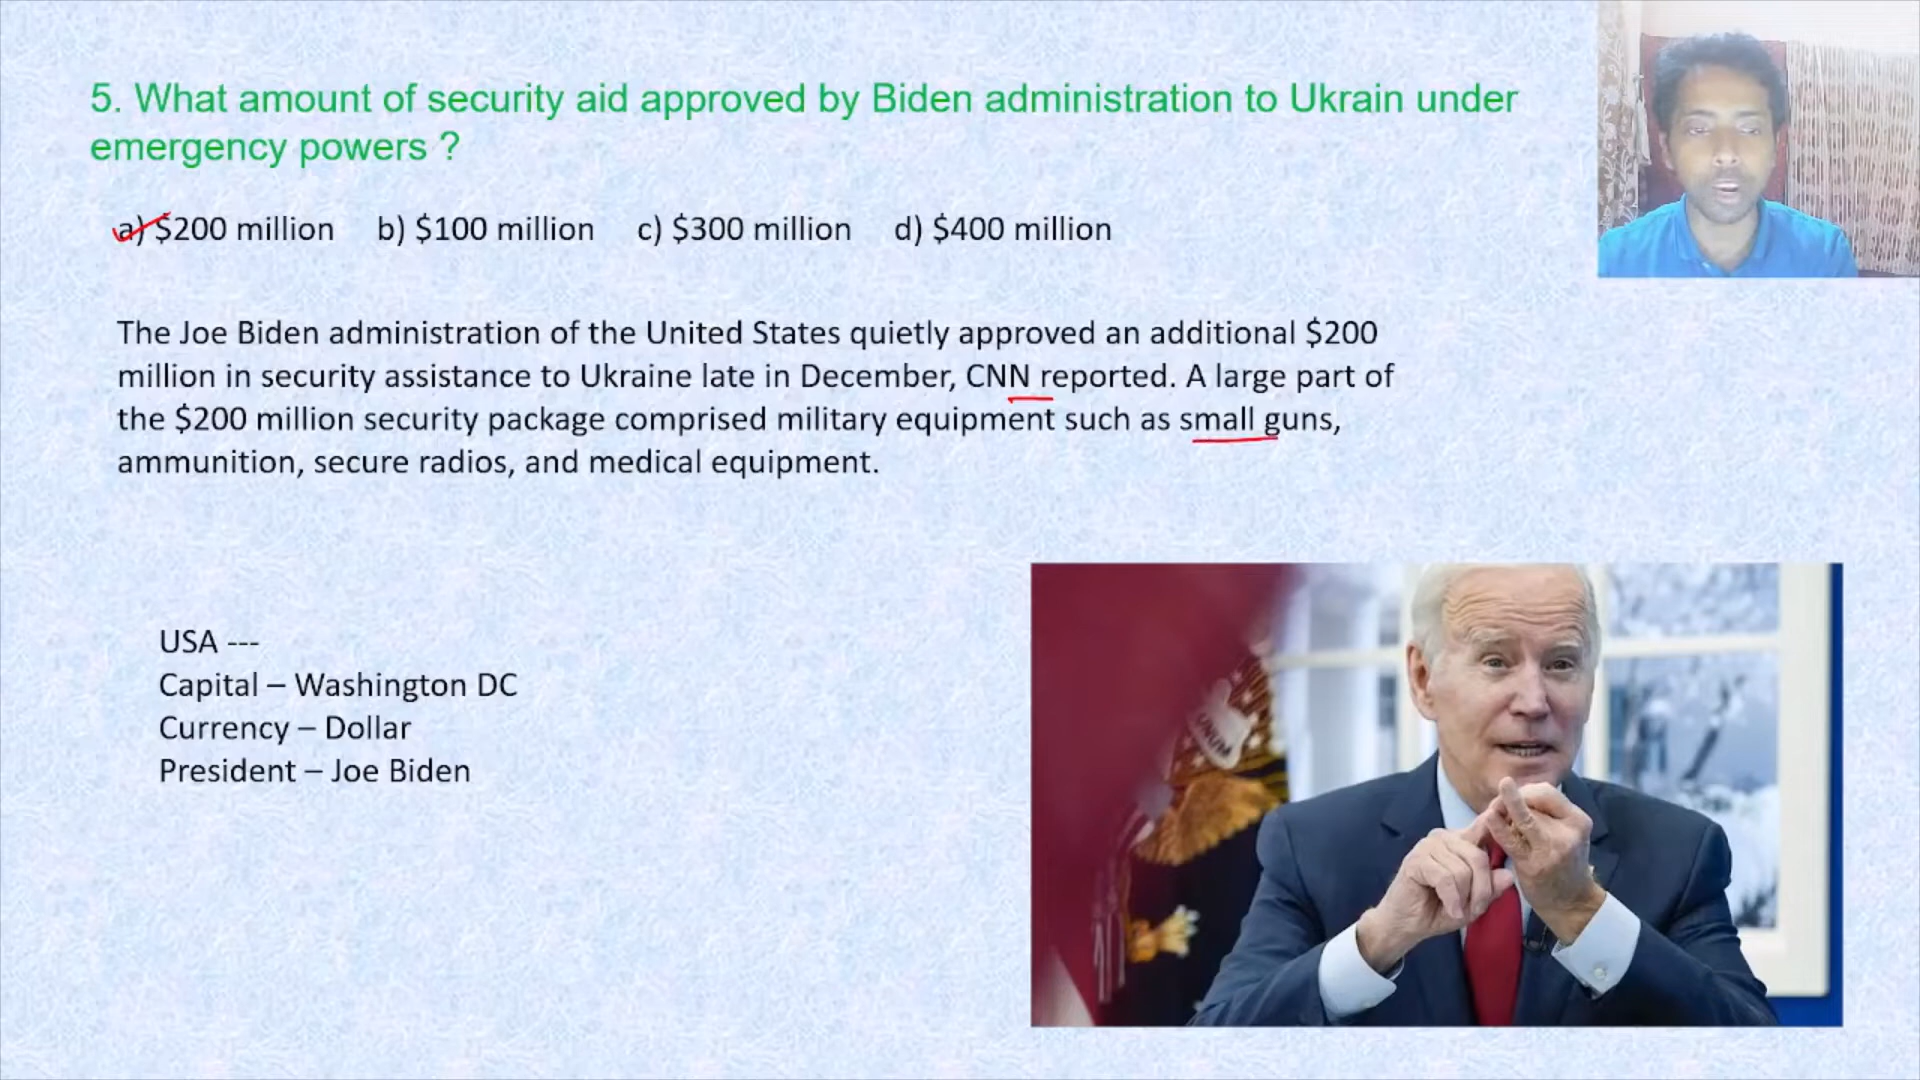 5. What amount of security aid approved by Biden administration to Ukrain under
emergency powers ?
a) $200 million b) $100 million c) $300 million d) $400 million
The Joe Biden administration of the United States quietly approved an additional $200
million in security assistance to Ukraine late in December, CNN reported. A large part of
the $200 million security package comprised military equipment such as small guns,
ammunition, secure radios, and medical equipment.
USA ---
Capital – Washington DC
Currency – Dollar
President – Joe Biden
UNUM